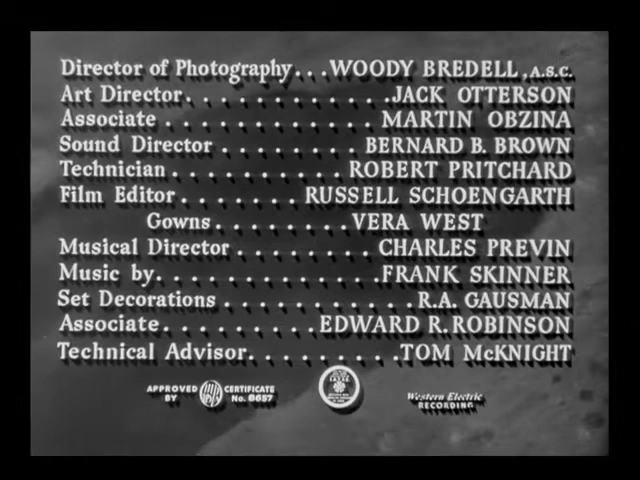 Director of Photography...WOODY BREDELL, A.S.C.
Art Director.............JACK OTTERSON
Associate.............MARTIN OBZINA
Sound Director........BERNARD B. BROWN
Technician..........ROBERT PRITCHARD
Film Editor.......RUSSELL SCHOENGARTH
Gowns.......VERA WEST
Musical Director........CHARLES PREVIN
Music by.............FRANK SKINNER
Set Decorations..........R.A. GAUSMAN
Associate........EDWARD R. ROBINSON
Technical Advisor........TOM McKNIGHT
APPROVED BY CERTIFICATE No. 8657
Western Electric
RECORDING